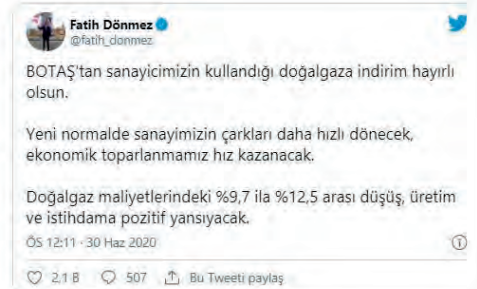 Fatih Dönmez
@fatih_donmez
BOTAŞ'tan sanayicimizin kullandığı doğalgaza indirim hayırlı
olsun.
Yeni normalde sanayimizin çarkları daha hızlı dönecek,
ekonomik toparlanmamız hız kazanacak.
Doğalgaz maliyetlerindeki %9,7 ila %12,5 arası düşüş, üretim
ve istihdama pozitif yansıyacak.
ÖS 12:11 · 30 Haz 2020
2,1 B 507 Bu Tweeti paylaş